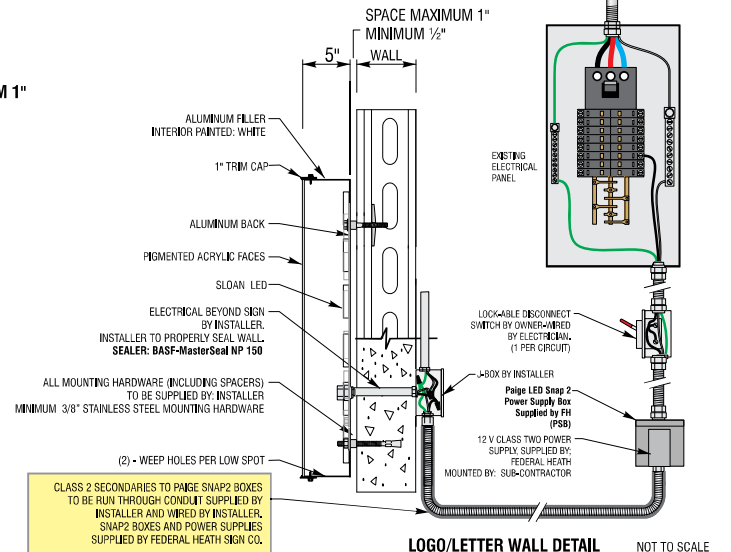 SPACE MAXIMUM 1"
MINIMUM ½"
5"
WALL
M 1"
ALUMINUM FILLER
INTERIOR PAINTED: WHITE
1" TRIM CAP
ALUMINUM BACK
PIGMENTED ACRYLIC FACES
SLOAN LED
ELECTRICAL BEYOND SIGN
BY INSTALLER.
INSTALLER TO PROPERLY SEAL WALL.
SEALER: BASF-MasterSeal NP 150
ALL MOUNTING HARDWARE (INCLUDING SPACERS)
TO BE SUPPLIED BY: INSTALLER
MINIMUM 3/8" STAINLESS STEEL MOUNTING HARDWARE
(2) - WEEP HOLES PER LOW SPOT
CLASS 2 SECONDARIES TO PAIGE SNAP2 BOXES
TO BE RUN THROUGH CONDUIT SUPPLIED BY
INSTALLER AND WIRED BY INSTALLER.
SNAP2 BOXES AND POWER SUPPLIES
SUPPLIED BY FEDERAL HEATH SIGN CO.
EXISTING
ELECTRICAL
PANEL
LOCK-ABLE DISCONNECT
SWITCH BY OWNER-WIRED
BY ELECTRICIAN.
(1 PER CIRCUIT)
J-BOX BY INSTALLER
Paige LED Snap 2
Power Supply Box
Supplied by FH
(PSB)
12 V CLASS TWO POWER
SUPPLY, SUPPLIED BY;
FEDERAL HEATH
MOUNTED BY: SUB-CONTRACTOR
LOGO/LETTER WALL DETAIL
NOT TO SCALE